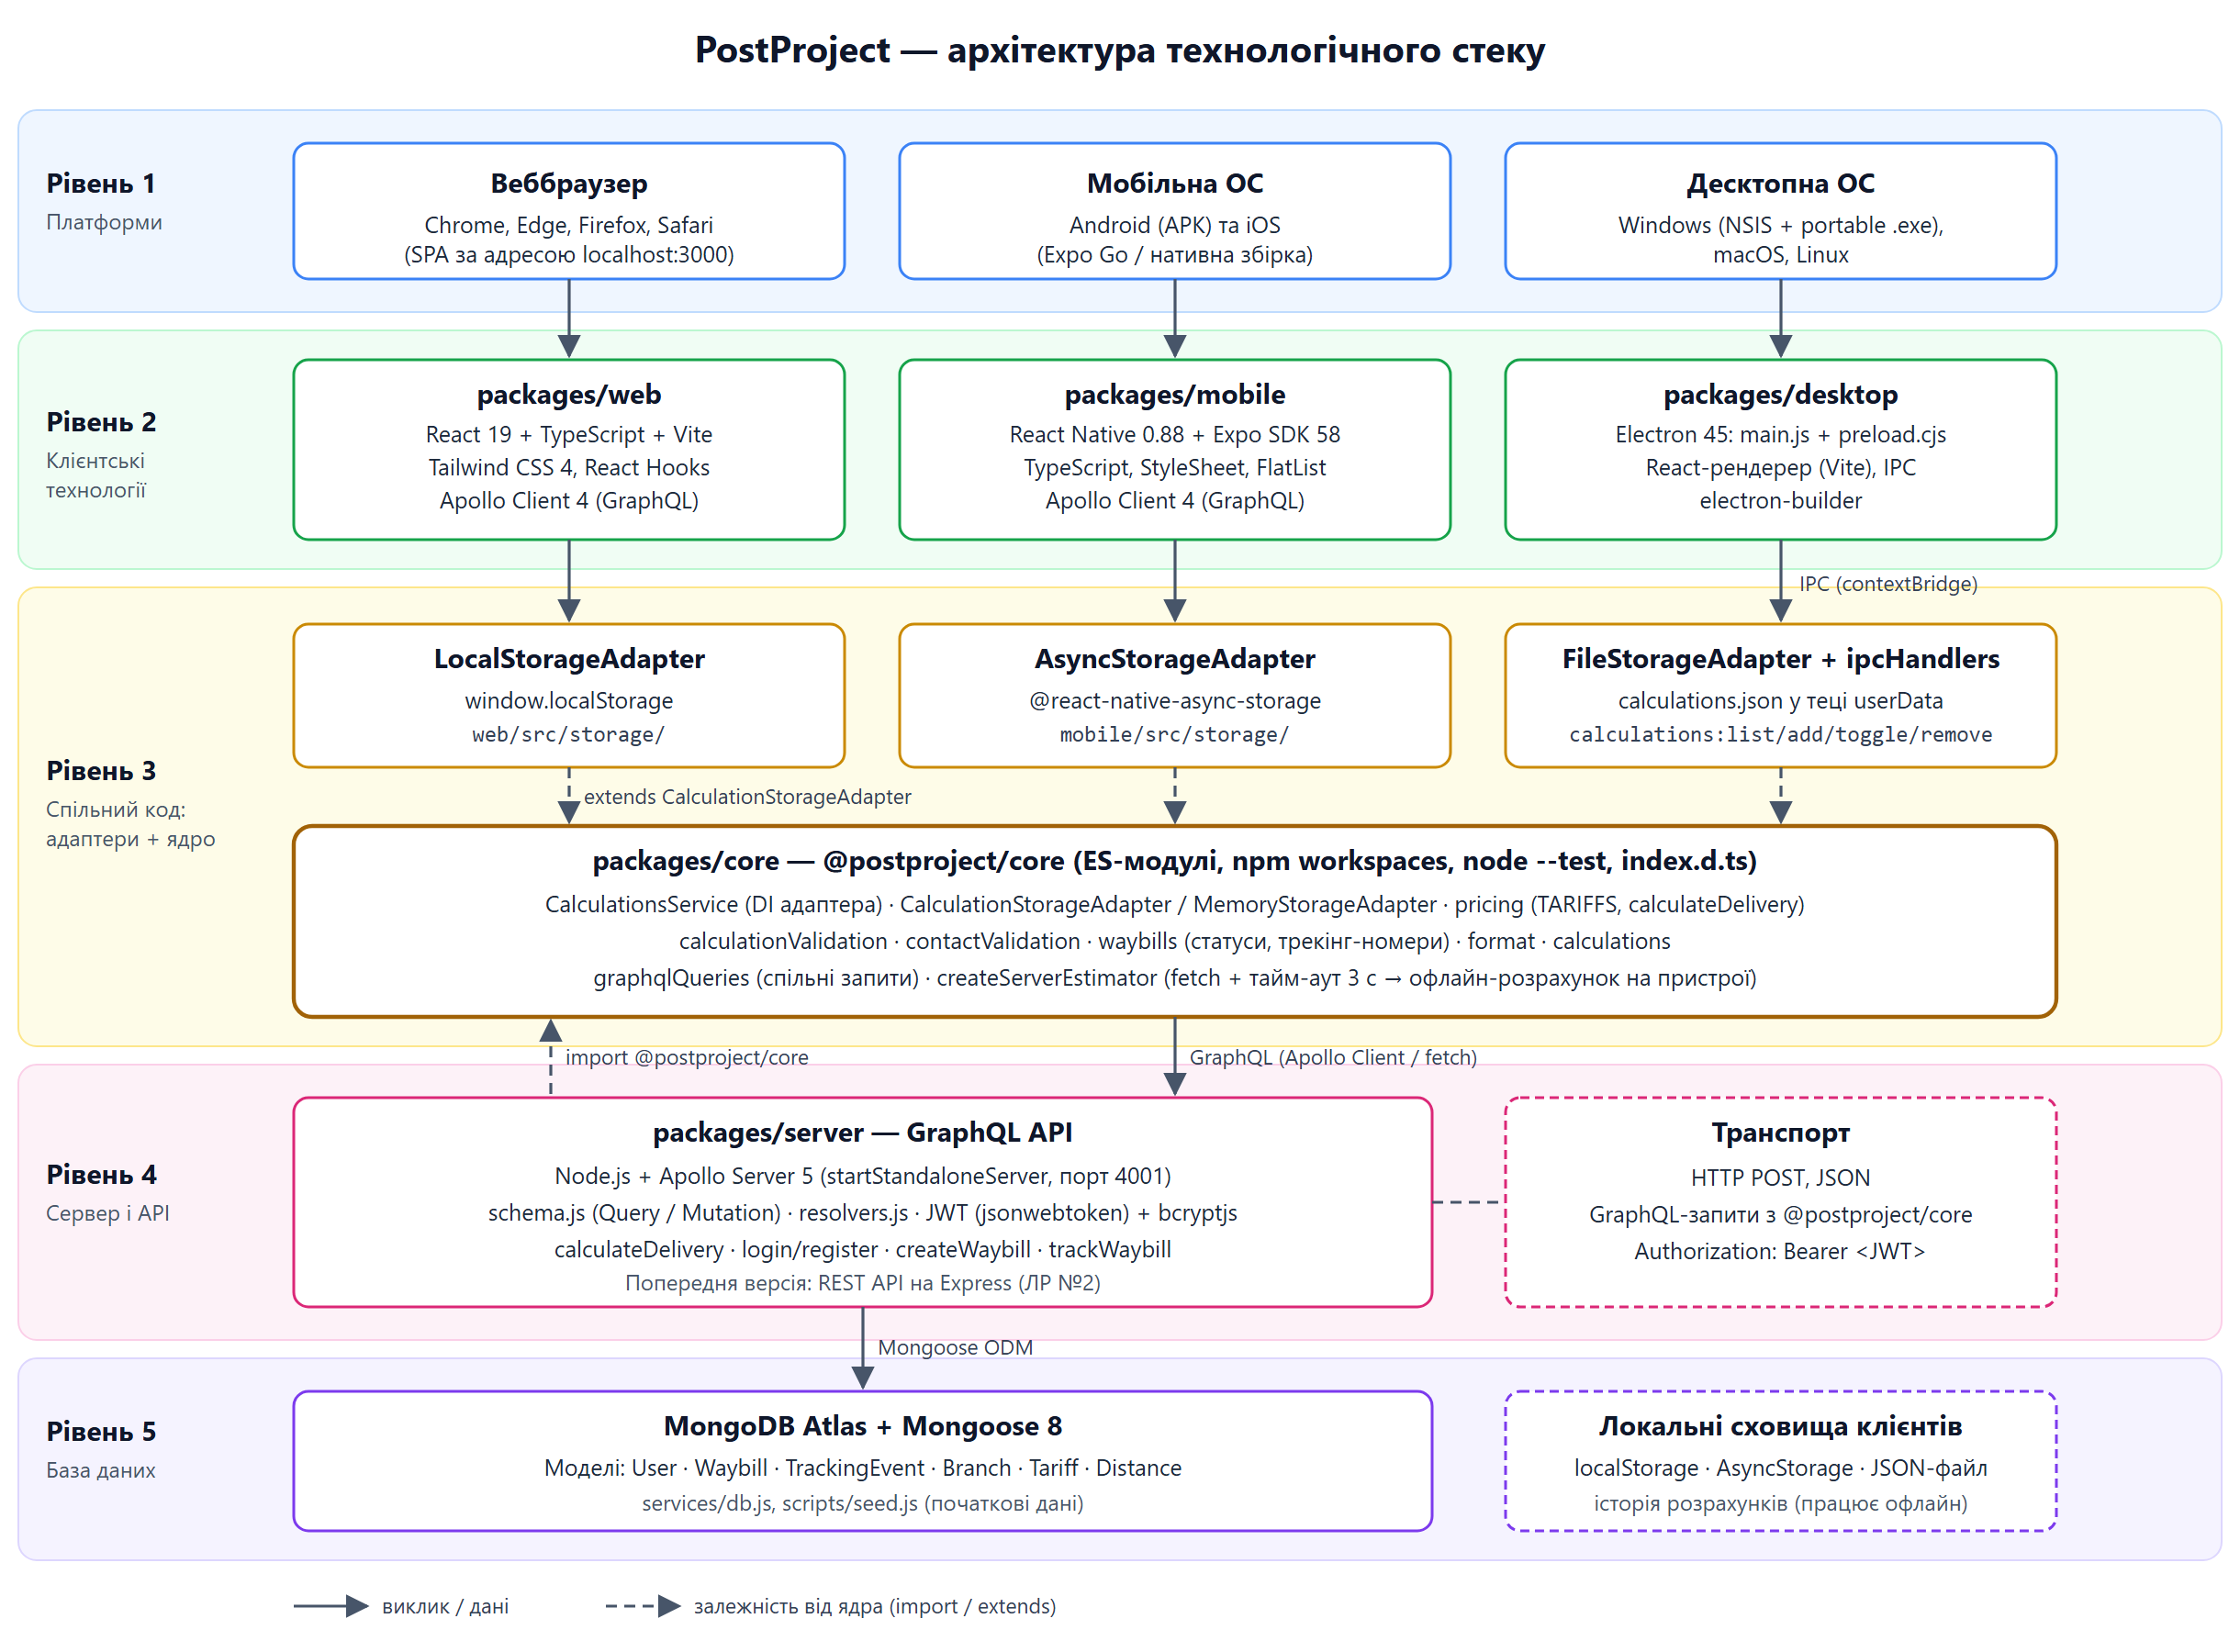 PostProject — архітектура технологічного стеку
Рівень 1
Платформи
Веббраузер
Chrome, Edge, Firefox, Safari
(SPA за адресою localhost:3000)
Мобільна ОС
Android (APK) та iOS
(Expo Go / нативна збірка)
Десктопна ОС
Windows (NSIS + portable .exe),
macOS, Linux
Рівень 2
Клієнтські
технології
packages/web
React 19 + TypeScript + Vite
Tailwind CSS 4, React Hooks
Apollo Client 4 (GraphQL)
packages/mobile
React Native 0.88 + Expo SDK 58
TypeScript, StyleSheet, FlatList
Apollo Client 4 (GraphQL)
packages/desktop
Electron 45: main.js + preload.cjs
React-рендерер (Vite), IPC
electron-builder
IPC (contextBridge)
Рівень 3
Спільний код:
адаптери + ядро
LocalStorageAdapter
window.localStorage
web/src/storage/
AsyncStorageAdapter
@react-native-async-storage
mobile/src/storage/
FileStorageAdapter + ipcHandlers
calculations.json у теці userData
calculations:list/add/toggle/remove
extends CalculationStorageAdapter
packages/core — @postproject/core (ES-модулі, npm workspaces, node --test, index.d.ts)
CalculationsService (DI адаптера) · CalculationStorageAdapter / MemoryStorageAdapter · pricing (TARIFFS, calculateDelivery)
calculationValidation · contactValidation · waybills (статуси, трекінг-номери) · format · calculations
graphqlQueries (спільні запити) · createServerEstimator (fetch + тайм-аут 3 с → офлайн-розрахунок на пристрої)
import @postproject/core
GraphQL (Apollo Client / fetch)
Рівень 4
Сервер і API
packages/server — GraphQL API
Node.js + Apollo Server 5 (startStandaloneServer, порт 4001)
schema.js (Query / Mutation) · resolvers.js · JWT (jsonwebtoken) + bcryptjs
calculateDelivery · login/register · createWaybill · trackWaybill
Попередня версія: REST API на Express (ЛР №2)
Транспорт
HTTP POST, JSON
GraphQL-запити з @postproject/core
Authorization: Bearer <JWT>
Mongoose ODM
Рівень 5
База даних
MongoDB Atlas + Mongoose 8
Моделі: User · Waybill · TrackingEvent · Branch · Tariff · Distance
services/db.js, scripts/seed.js (початкові дані)
Локальні сховища клієнтів
localStorage · AsyncStorage · JSON-файл
історія розрахунків (працює офлайн)
виклик / дані
залежність від ядра (import / extends)